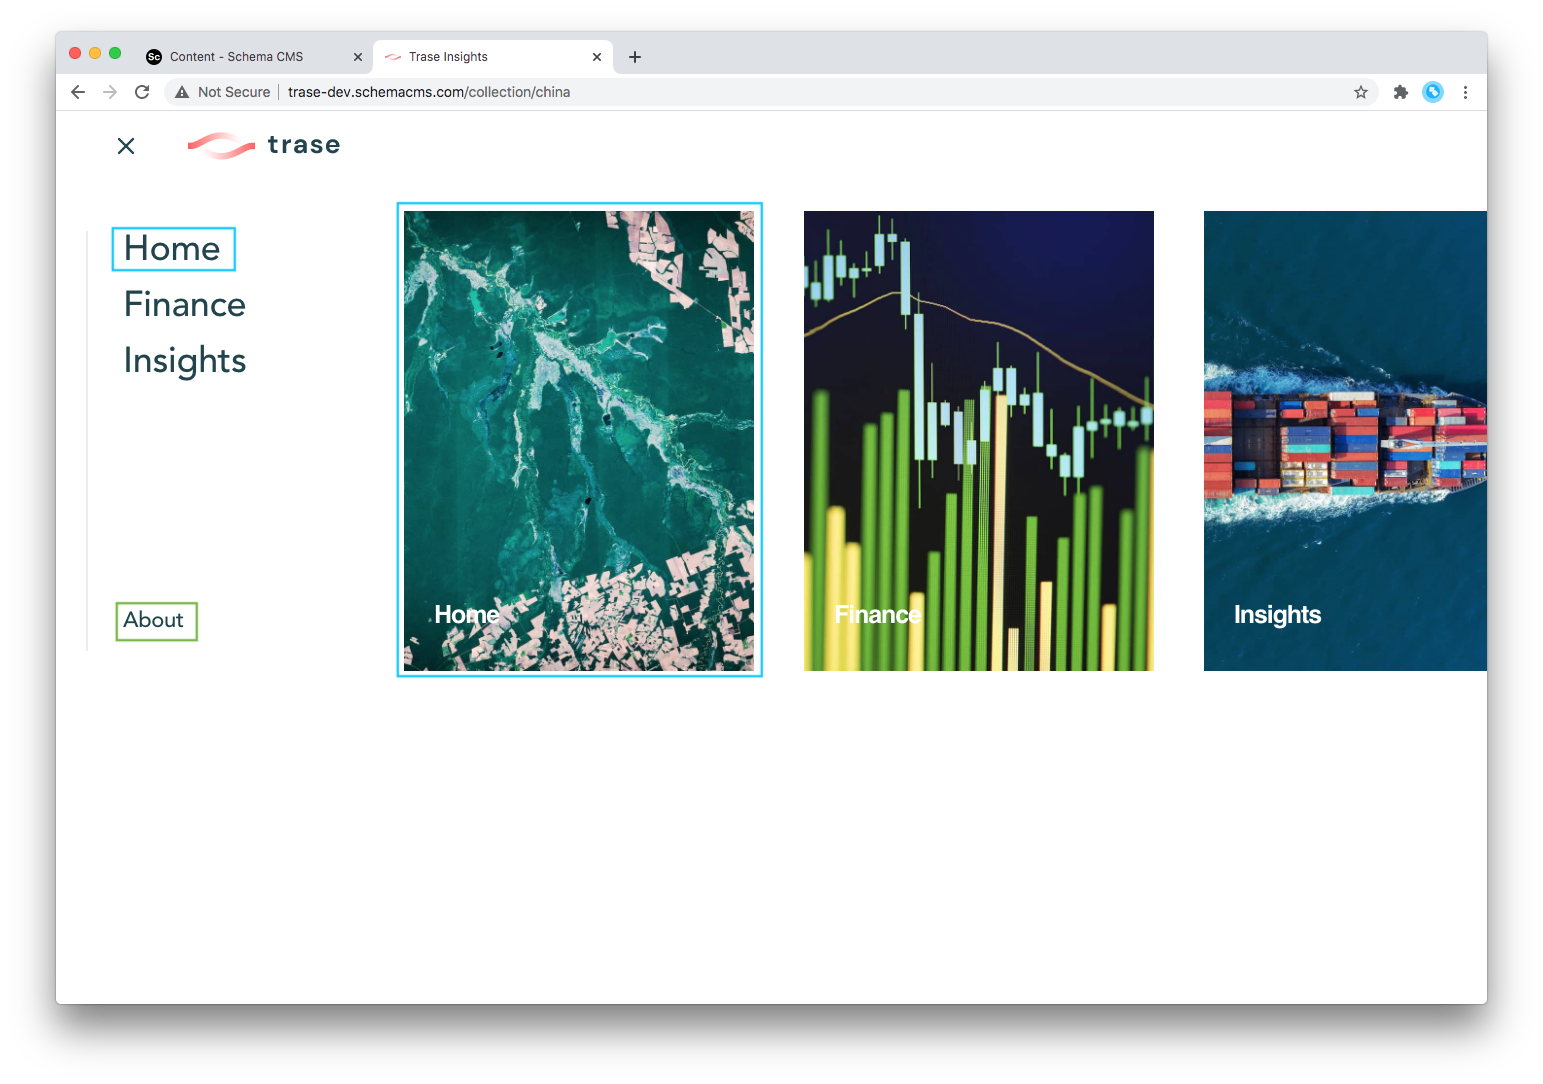 Sc Content - Schema CMS
Trase Insights
Not Secure trase-dev.schemacms.com/collection/china
trase
Home
Finance
Insights
About
Home
Finance
Insights